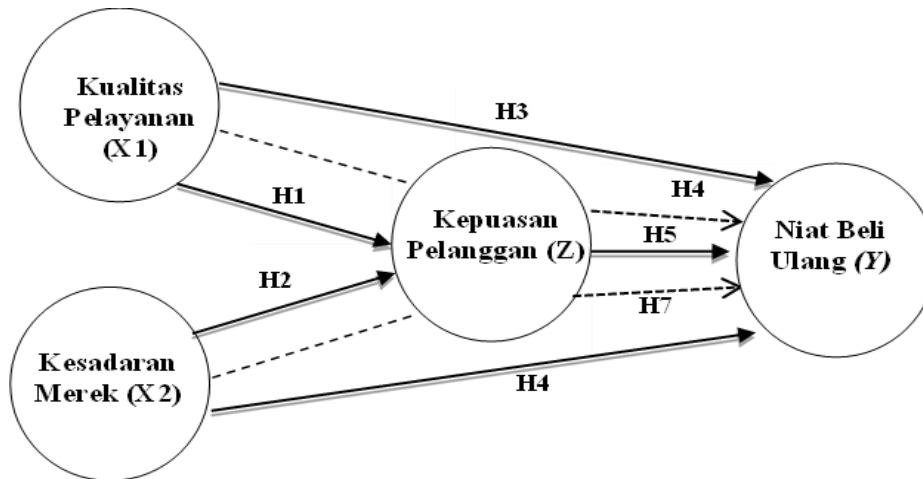 Kualitas
Pelayanan
(X1)
H3
H1
H4
Kepuasan
Pelanggan (Z)
H5
Niat Beli
Ulang (Y)
H2
H7
Kesadaran
Merek (X2)
H4